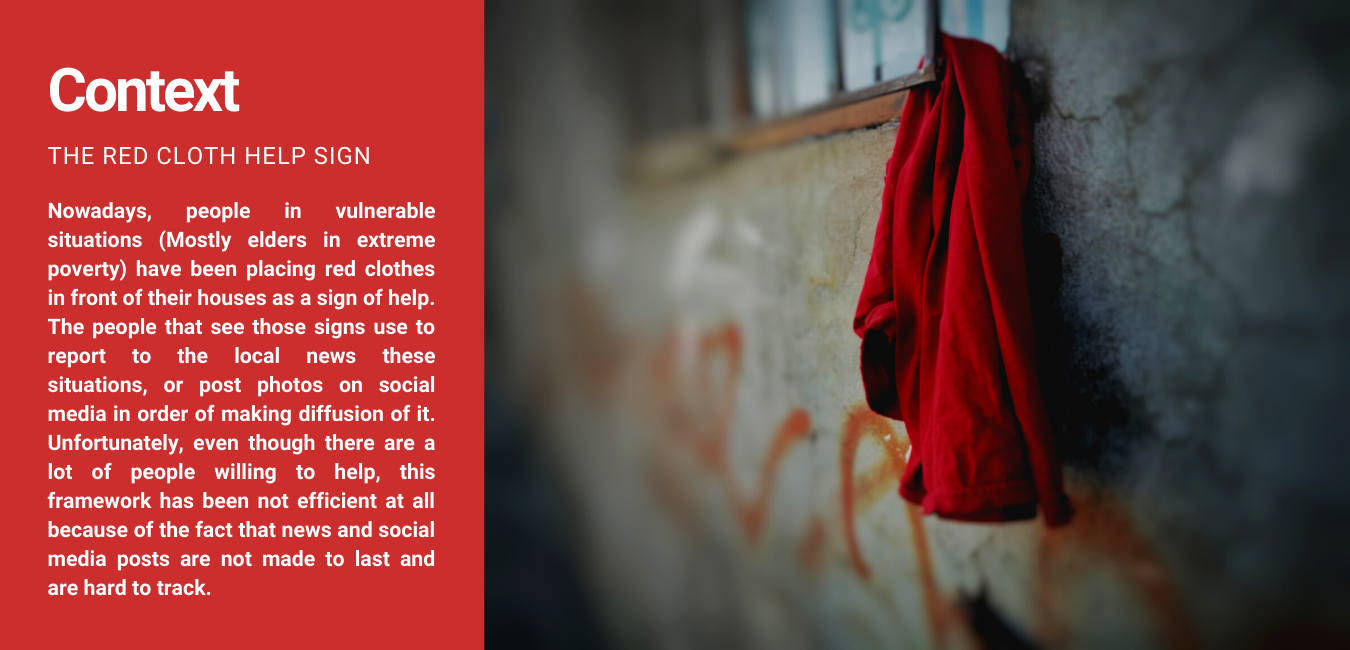 Context
THE RED CLOTH HELP SIGN
Nowadays, people in vulnerable
situations (Mostly elders in extreme
poverty) have been placing red clothes
in front of their houses as a sign of help.
The people that see those signs use to
report to the local news these
situations, or post photos on social
media in order of making diffusion of it.
Unfortunately, even though there are a
lot of people willing to help, this
framework has been not efficient at all
because of the fact that news and social
media posts are not made to last and
are hard to track.